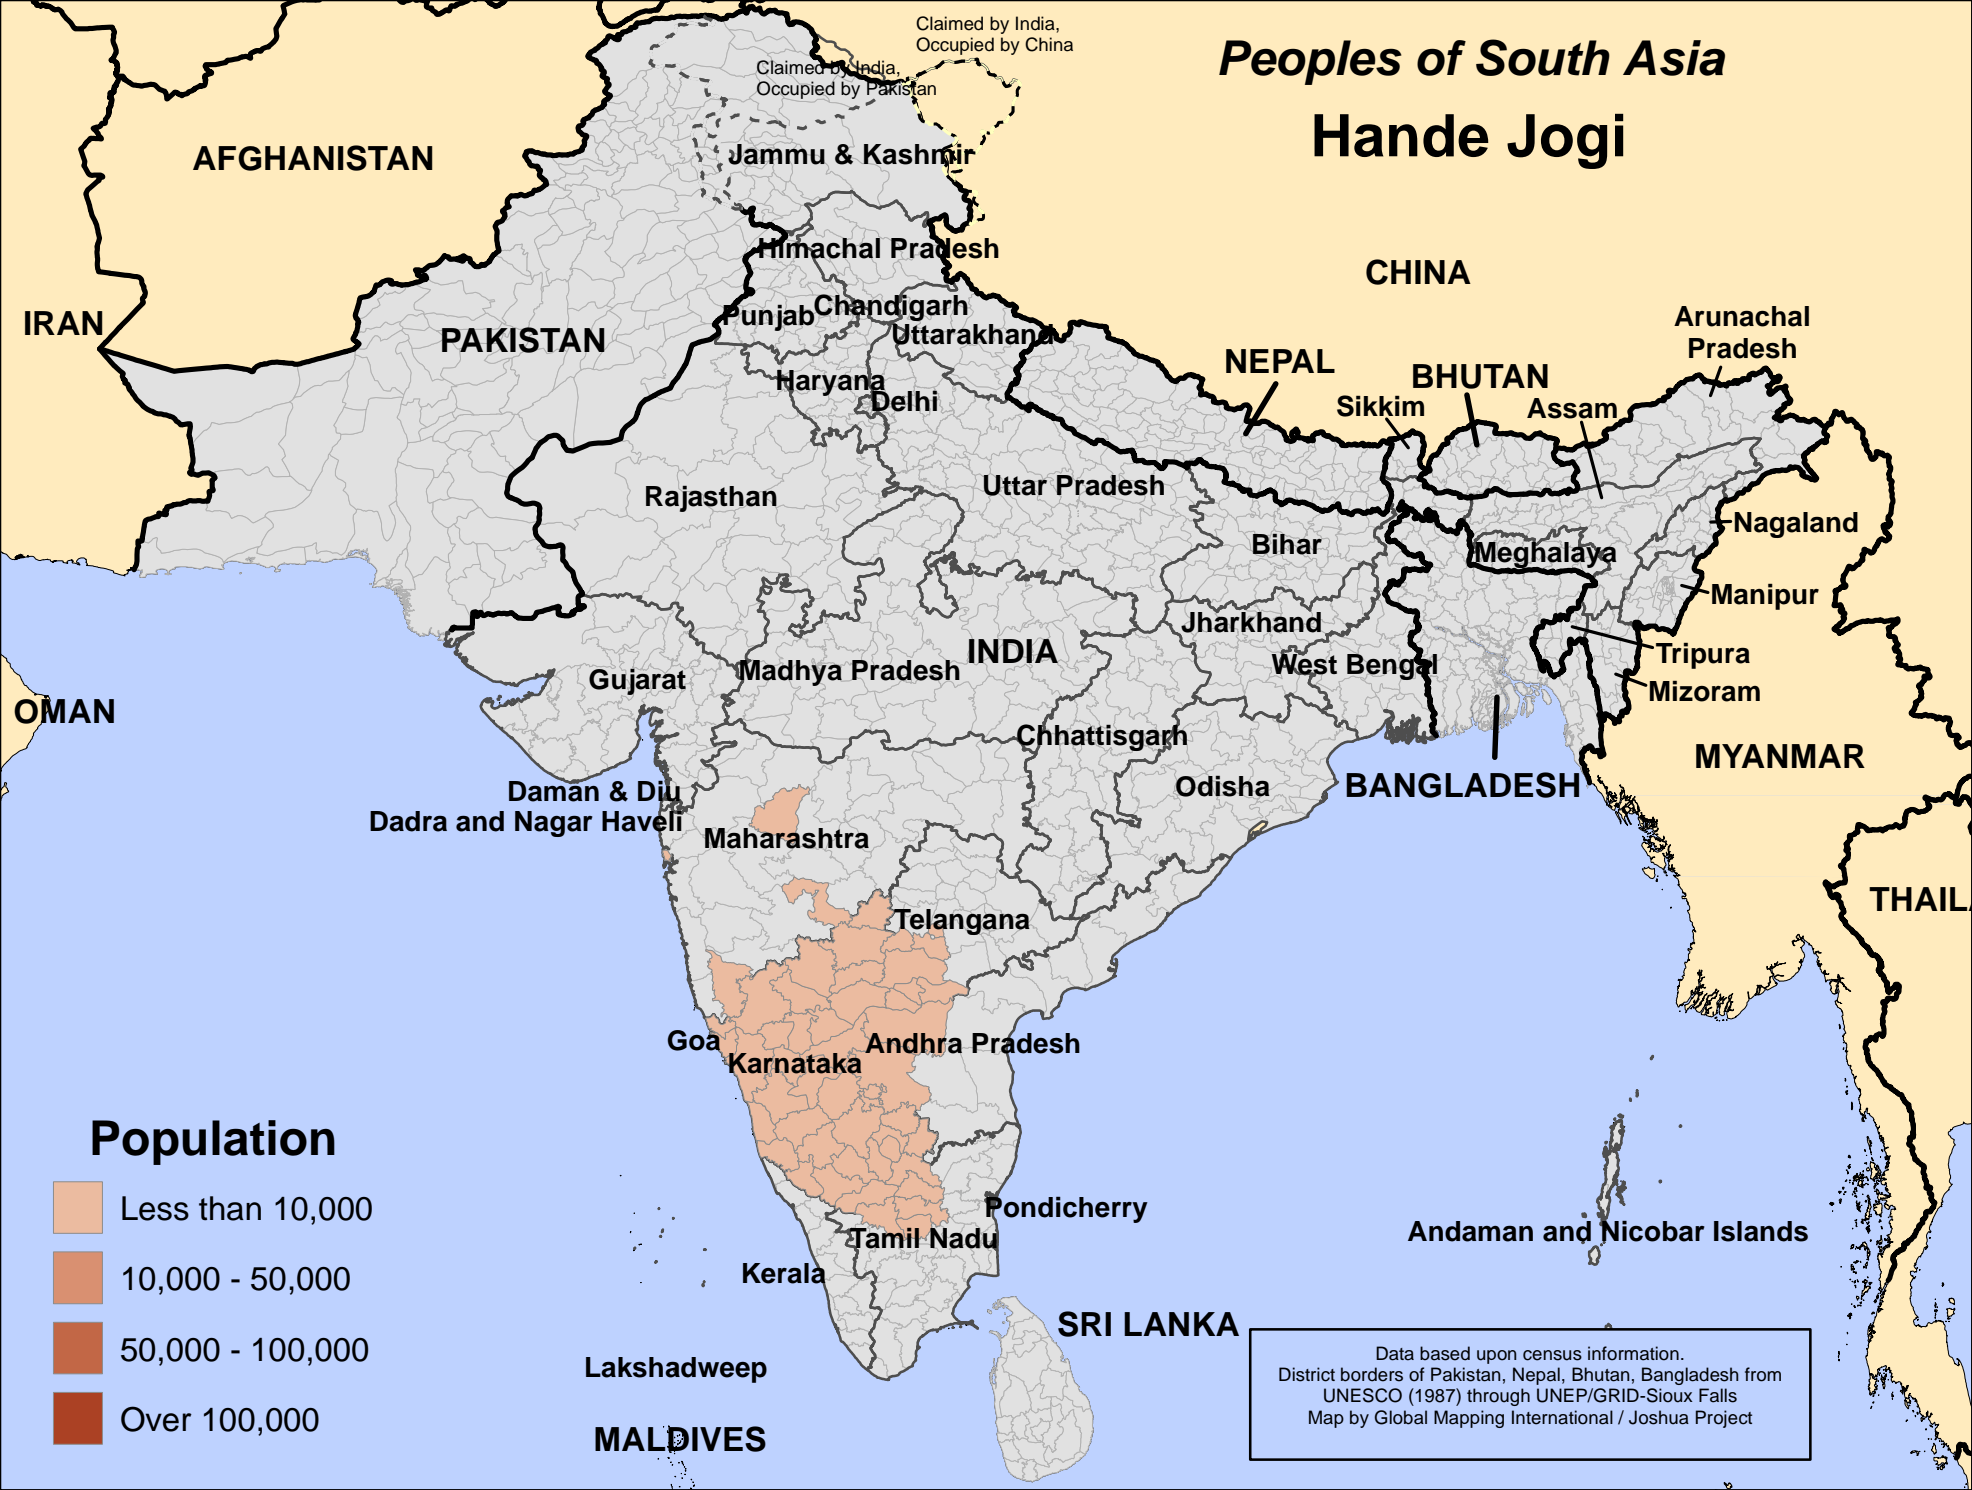 Claimed by India,
Occupied by China
Peoples of South Asia
Hande Jogi
Claimed by India,
Occupied by Pakistan
AFGHANISTAN
Jammu & Kashmir
Himachal Pradesh
CHINA
IRAN
PAKISTAN
Punjab
Chandigarh
Uttarakhand
Arunachal
Pradesh
NEPAL
BHUTAN
Haryana
Delhi
Sikkim
Assam
Rajasthan
Uttar Pradesh
Bihar
Nagaland
Meghalaya
Manipur
Jharkhand
INDIA
Tripura
West Bengal
Madhya Pradesh
Gujarat
Mizoram
OMAN
Chhattisgarh
MYANMAR
Odisha
BANGLADESH
Daman & Diu
Dadra and Nagar Haveli
Maharashtra
THAILA
Telangana
Goa
Karnataka
Andhra Pradesh
Pondicherry
Andaman and Nicobar Islands
Tamil Nadu
Kerala
SRI LANKA
Lakshadweep
MALDIVES
Population
Less than 10,000
10,000 - 50,000
50,000 - 100,000
Over 100,000
Data based upon census information.
District borders of Pakistan, Nepal, Bhutan, Bangladesh from
UNESCO (1987) through UNEP/GRID-Sioux Falls
Map by Global Mapping International / Joshua Project